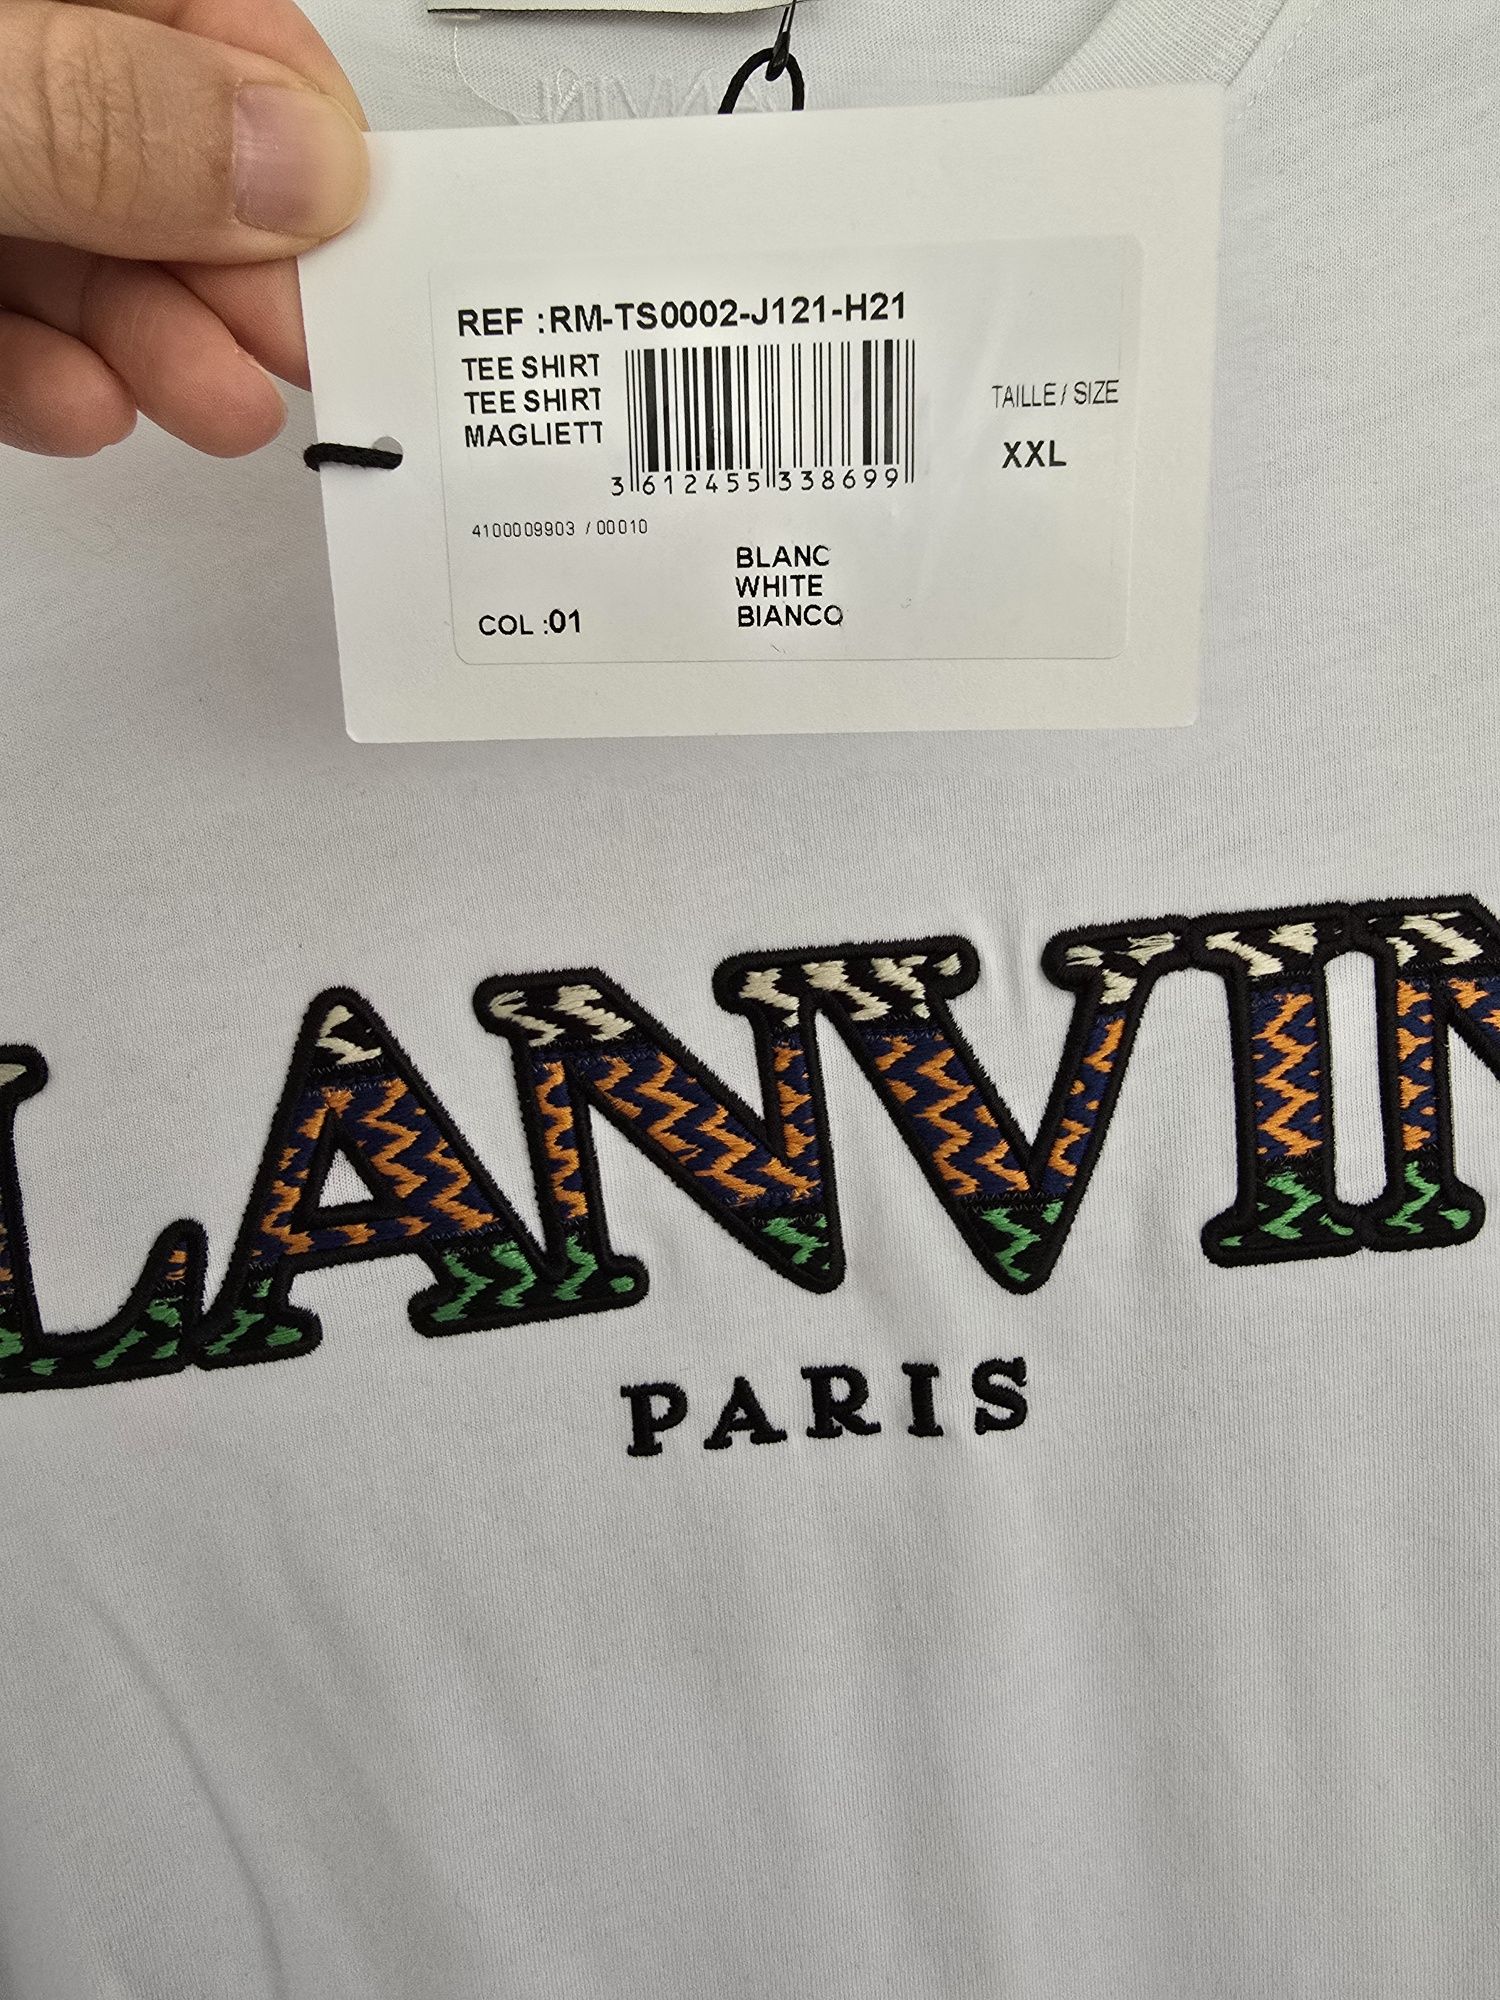 LANVIN
REF :RM-TS0002-J121-H21
TEE SHIRT
TEE SHIRT
MAGLIETT
TAILLE / SIZE
XXL
3 612455 338699
4100009903 / 00010
BLANC
WHITE
BIANCO
COL :01
LANVIN
PARIS